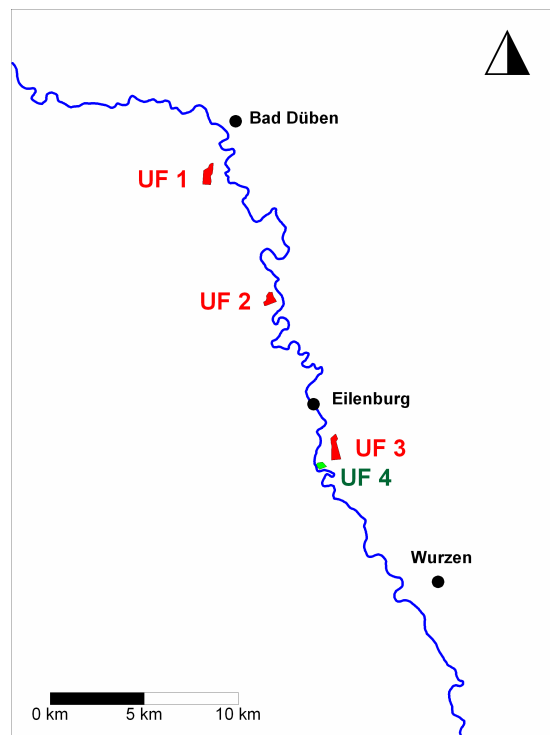 Bad Düben
UF 1
UF 2
Eilenburg
UF 3
UF 4
Wurzen
0 km 5 km 10 km